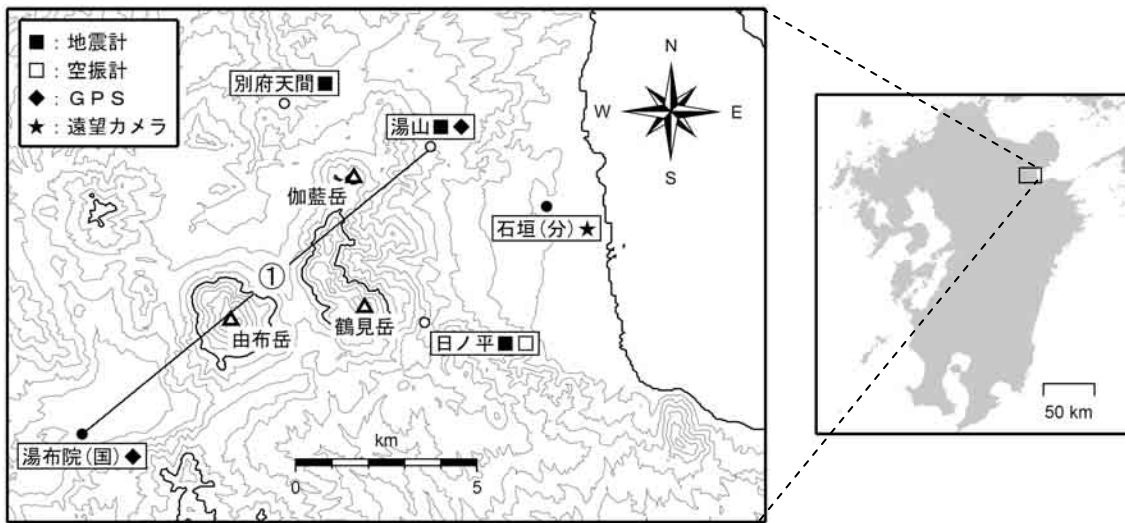 ■：地震計
□：空振計
◆：ＧＰＳ
★：遠望カメラ
別府天間■
湯山■◆
伽藍岳
石垣(分)★
①
由布岳
鶴見岳
日ノ平■□
湯布院(国)◆
km
0 5
N
W E
S
50 km